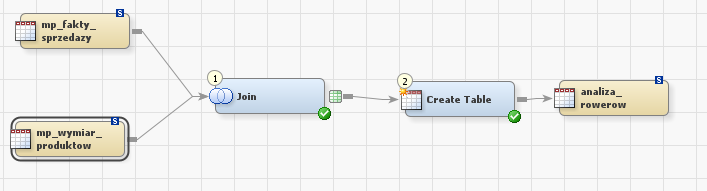 S
mp_fakty_
sprzedazy
1
Join
2
Create Table
S
analiza_
rowerow
S
mp_wymiar_
produktow